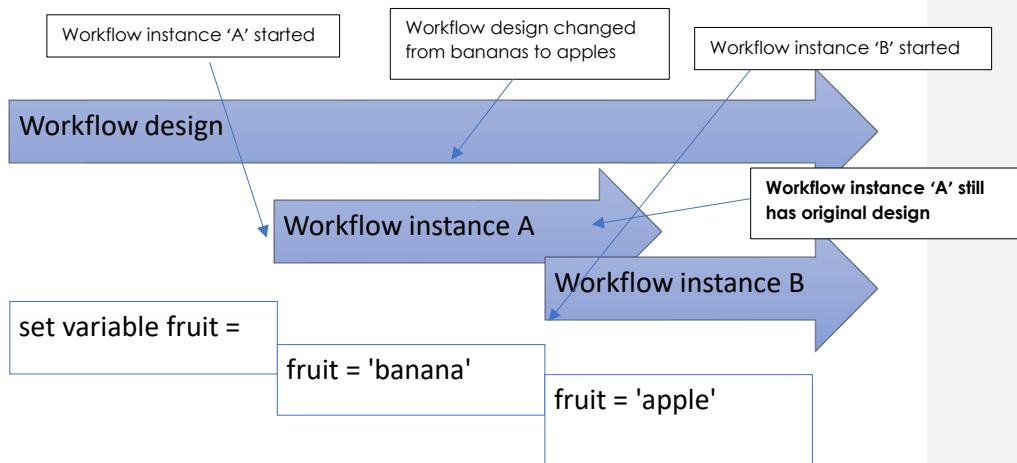 Workflow instance ‘A’ started
Workflow design changed
from bananas to apples
Workflow instance ‘B’ started
Workflow design
Workflow instance ‘A’ still
has original design
Workflow instance A
Workflow instance B
set variable fruit =
fruit = 'banana'
fruit = 'apple'